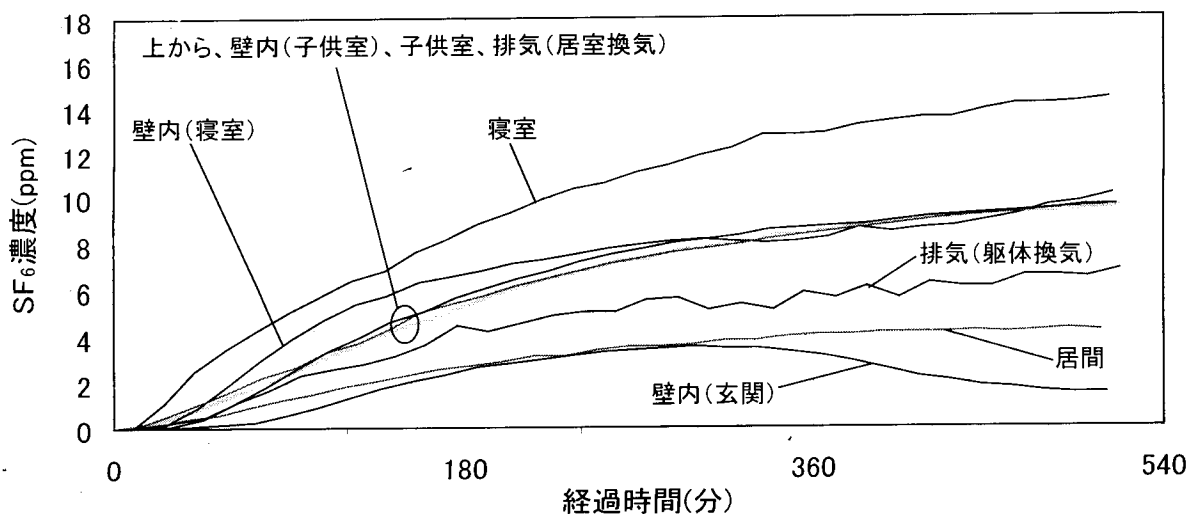 18
16
14
12
10
8
6
4
2
0
SF6濃度(ppm)
上から、壁内(子供室)、子供室、排気(居室換気)
壁内(寝室)
寝室
排気(躯体換気)
居間
壁内(玄関)
0 180 360 540
経過時間(分)